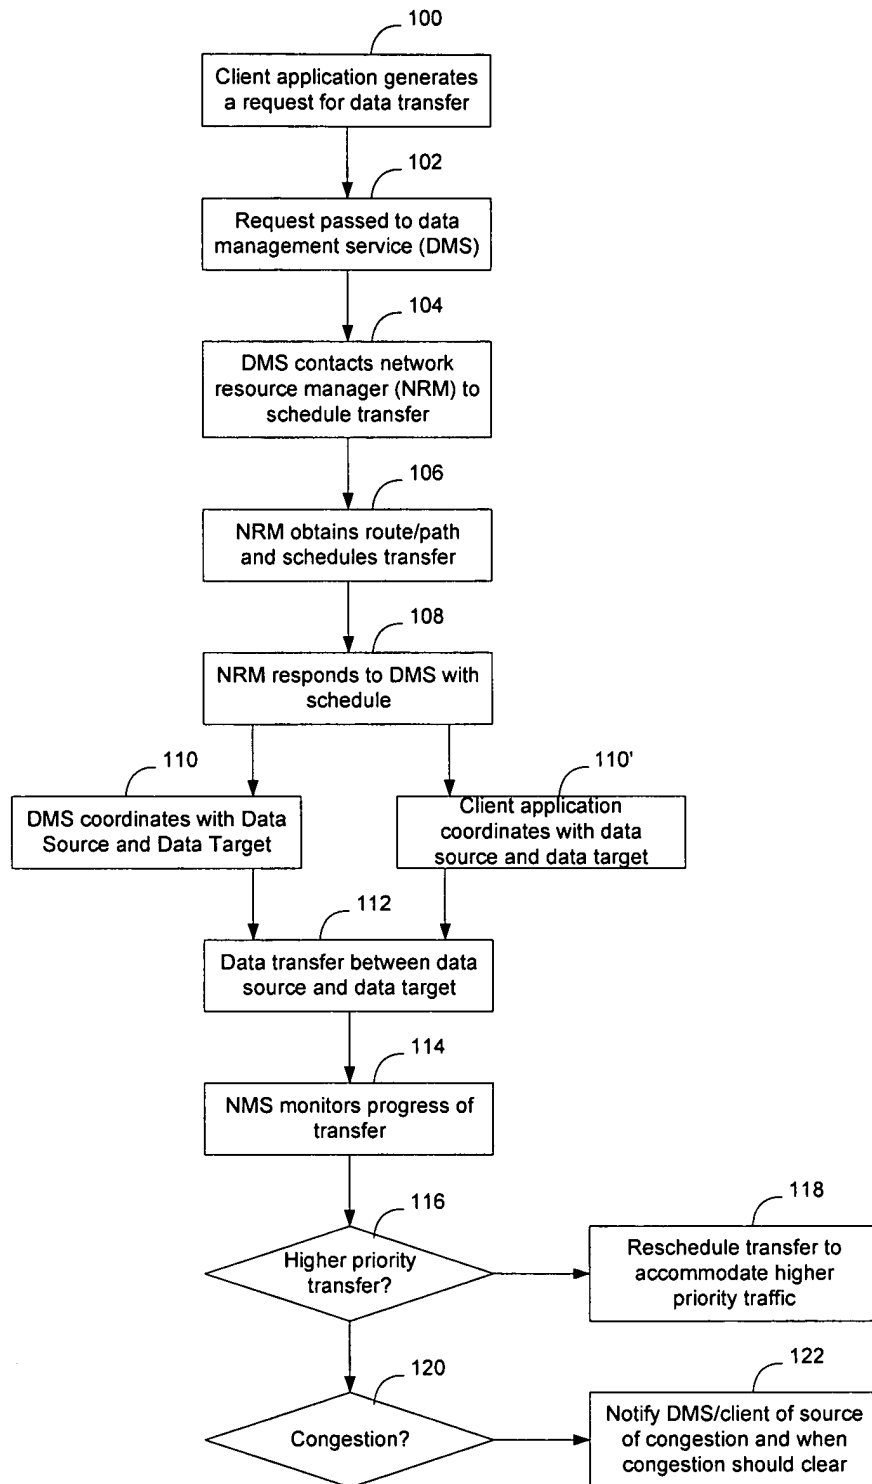 100
Client application generates
a request for data transfer
102
Request passed to data
management service (DMS)
104
DMS contacts network
resource manager (NRM) to
schedule transfer
106
NRM obtains route/path
and schedules transfer
108
NRM responds to DMS with
schedule
110
DMS coordinates with Data
Source and Data Target
110'
Client application
coordinates with data
source and data target
112
Data transfer between data
source and data target
114
NMS monitors progress of
transfer
116
Higher priority
transfer?
118
Reschedule transfer to
accommodate higher
priority traffic
120
Congestion?
122
Notify DMS/client of source
of congestion and when
congestion should clear